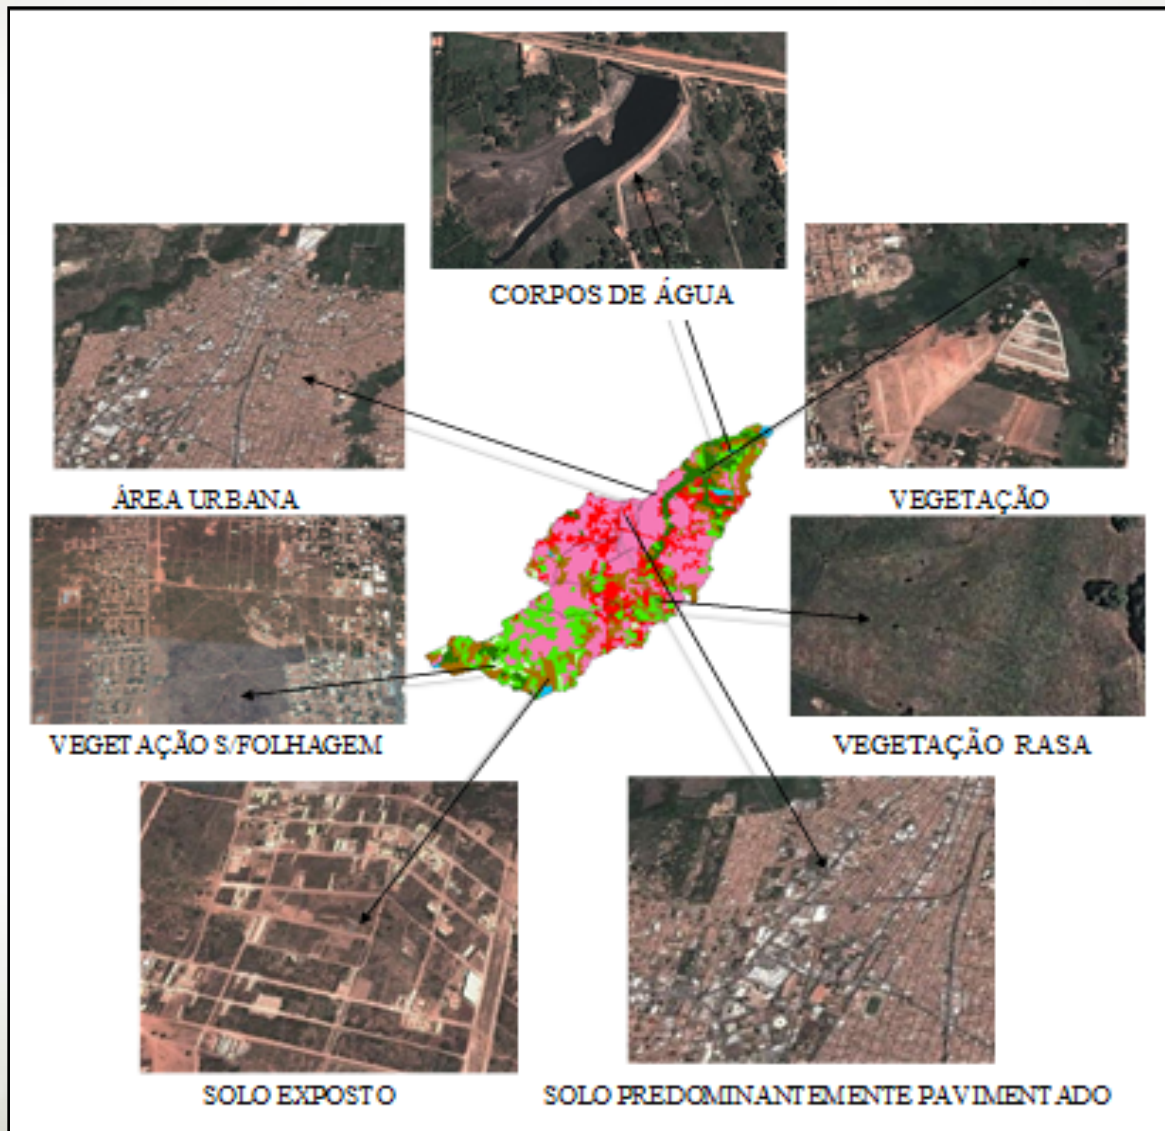 CORPOS DE ÁGUA
ÁREA URBANA
VEGETAÇÃO
VEGETAÇÃO S/FOLHAGEM
VEGETAÇÃO RASA
SOLO EXPOSTO
SOLO PREDOMINANTEMENTE PAVIMENTADO